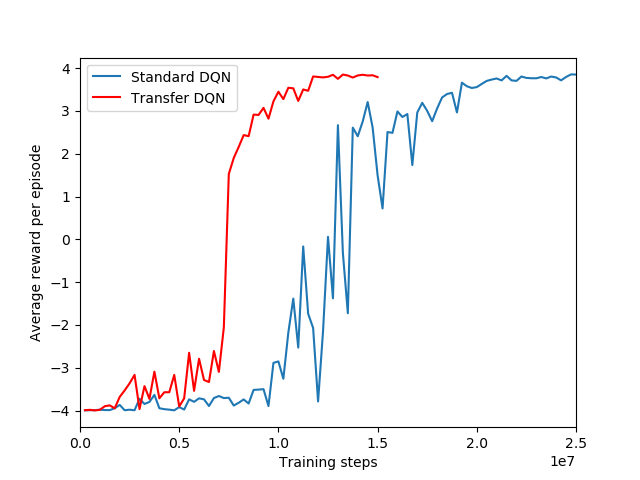 Standard DQN
Transfer DQN
Average reward per episode
4
3
2
1
0
−1
−2
−3
−4
0.0 0.5 1.0 1.5 2.0 2.5
1e7
Training steps